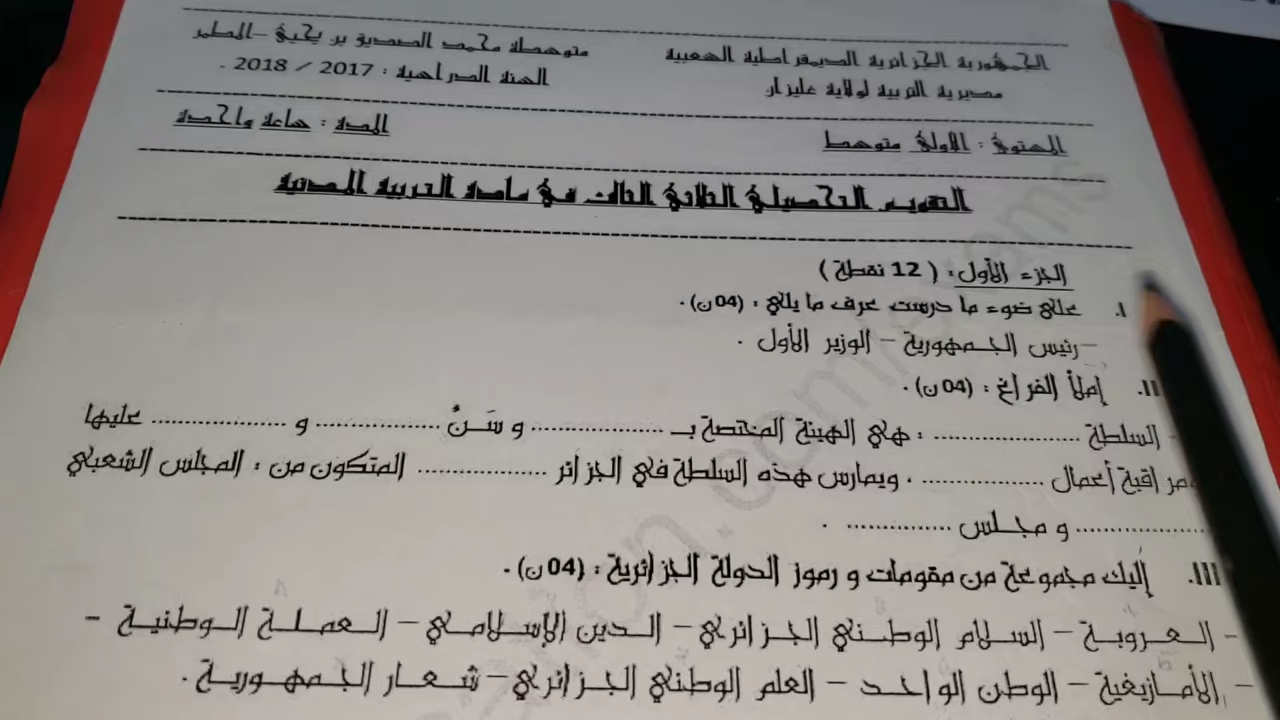 الجمهورية الجزائرية الديمقراطية الشعبية
متوسطة محمد الصديق بن يحيى -المطمر
مديرية التربية لولاية غليزان
السنة الدراسية : 2017 / 2018 .
المستوى : الأولى متوسط
المدة : ساعة واحدة
التقويم التحصيلي الثلاثي الثالث في مادة التربية المدنية
الجزء الأول: ( 12 نقطة )
I. على ضوء ما درست عرف ما يلي : (04ن).
-رئيس الجمهورية - الوزير الأول .
II. إملأ الفراغ : (04 ن) .
- السلطة .................. : هي الهيئة المختصة بـ ................ و سَنُ ............... و ................ عليها
مراقبة أعمال ............... ، ويمارس هذه السلطة في الجزائر ................ المتكون من : المجلس الشعبي
................ و مجلس ............. .
III. إليك مجموعة من مقومات و رموز الدولة الجزائرية : (04ن) .
- العروبة - السلام الوطني الجزائري - الدين الإسلامي - العملة الوطنية -
- الأمازيغية - الوطن الواحد - العلم الوطني الجزائري - شعار الجمهورية .